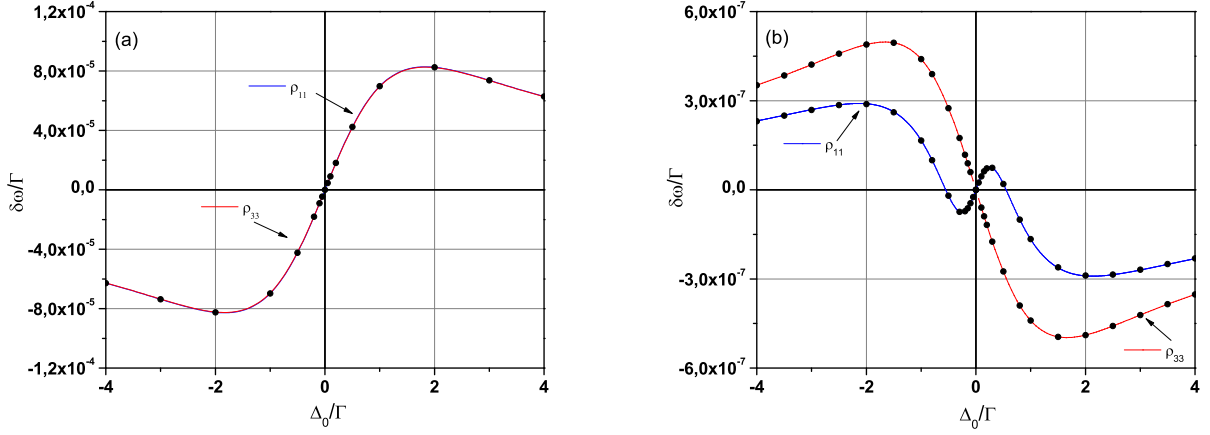 (a)
1,2x10⁻⁴
8,0x10⁻⁵
4,0x10⁻⁵
0,0
-4,0x10⁻⁵
-8,0x10⁻⁵
-1,2x10⁻⁴
δω/Γ
ρ₁₁
ρ₃₃
-4 -2 0 2 4
Δ₀/Γ
(b)
6,0x10⁻⁷
3,0x10⁻⁷
0,0
-3,0x10⁻⁷
-6,0x10⁻⁷
δω/Γ
ρ₁₁
ρ₃₃
-4 -2 0 2 4
Δ₀/Γ